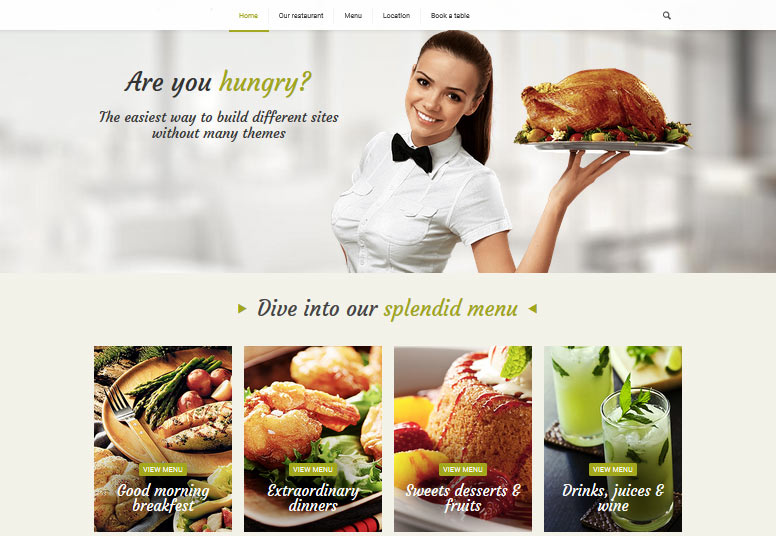 Home Our restaurant Menu Location Book a table
Are you hungry?
The easiest way to build different sites
without many themes
Dive into our splendid menu
VIEW MENU
Good morning
breakfest
VIEW MENU
Extraordinary
dinners
VIEW MENU
Sweets desserts &
fruits
VIEW MENU
Drinks, juices &
wine